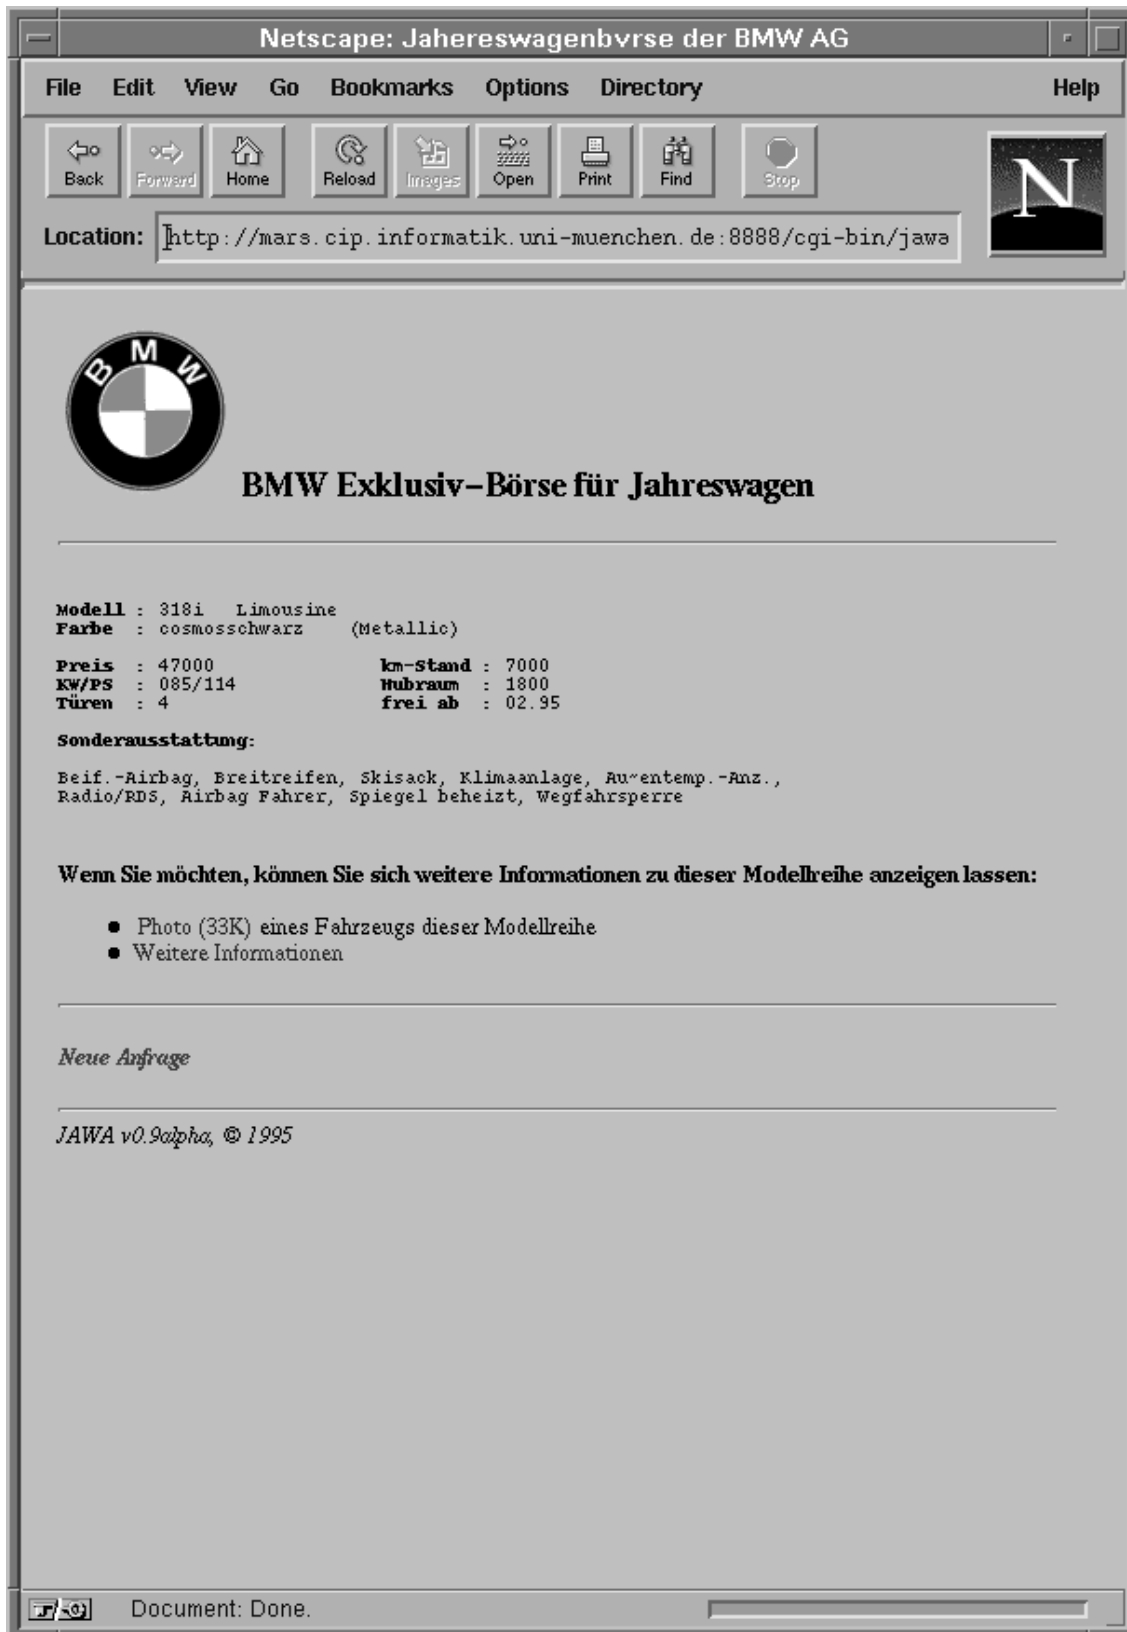 Netscape: Jahereswagenbvrse der BMW AG
File Edit View Go Bookmarks Options Directory Help
Back Forward Home Reload Images Open Print Find Stop
N
Location: http://mars.cip.informatik.uni-muenchen.de:8888/cgi-bin/jawa
BMW
BMW Exklusiv-Börse für Jahreswagen
Modell : 318i Limousine
Farbe : cosmosschwarz (Metallic)
Preis : 47000 km-Stand : 7000
KW/PS : 085/114 Hubraum : 1800
Türen : 4 frei ab : 02.95
Sonderausstattung:
Beif.-Airbag, Breitreifen, Skisack, Klimaanlage, Au~entemp.-Anz.,
Radio/RDS, Airbag Fahrer, Spiegel beheizt, Wegfahrsperre
Wenn Sie möchten, können Sie sich weitere Informationen zu dieser Modellreihe anzeigen lassen:
● Photo (33K) eines Fahrzeugs dieser Modellreihe
● Weitere Informationen
Neue Anfrage
JAWA v0.9alpha, © 1995
Document: Done.